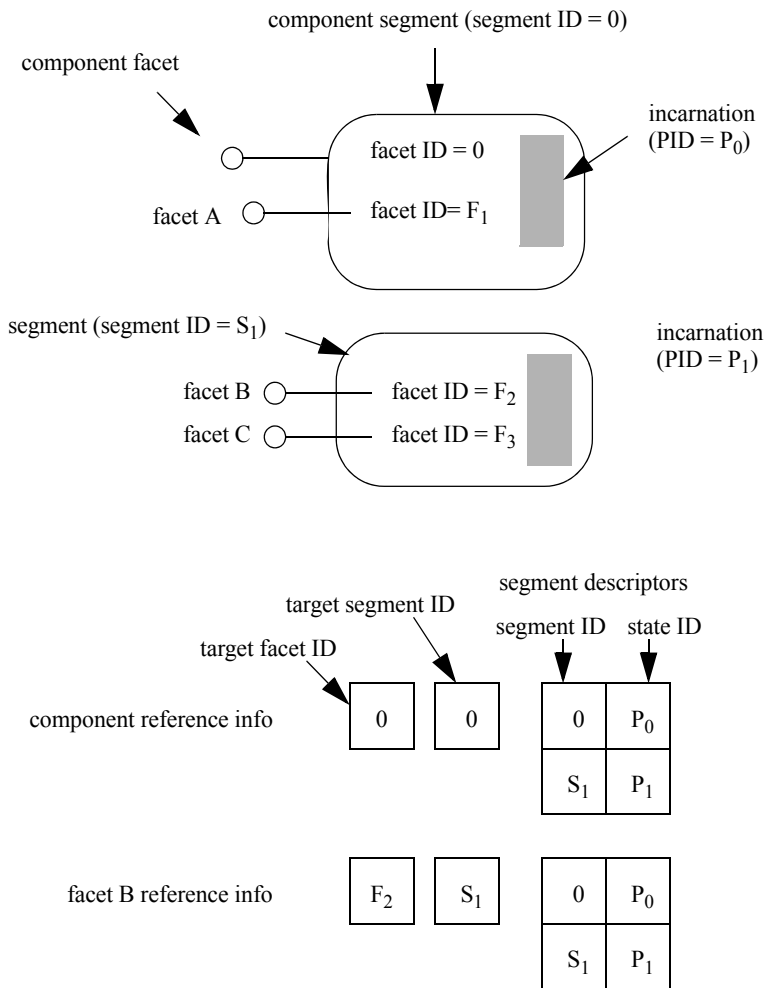 component segment (segment ID = 0)
component facet
incarnation
(PID = P0)
facet ID = 0
facet A
facet ID= F1
segment (segment ID = S1)
incarnation
(PID = P1)
facet B
facet ID = F2
facet C
facet ID = F3
segment descriptors
target segment ID
segment ID
state ID
target facet ID
component reference info
0
0
0
P0
S1
P1
facet B reference info
F2
S1
0
P0
S1
P1